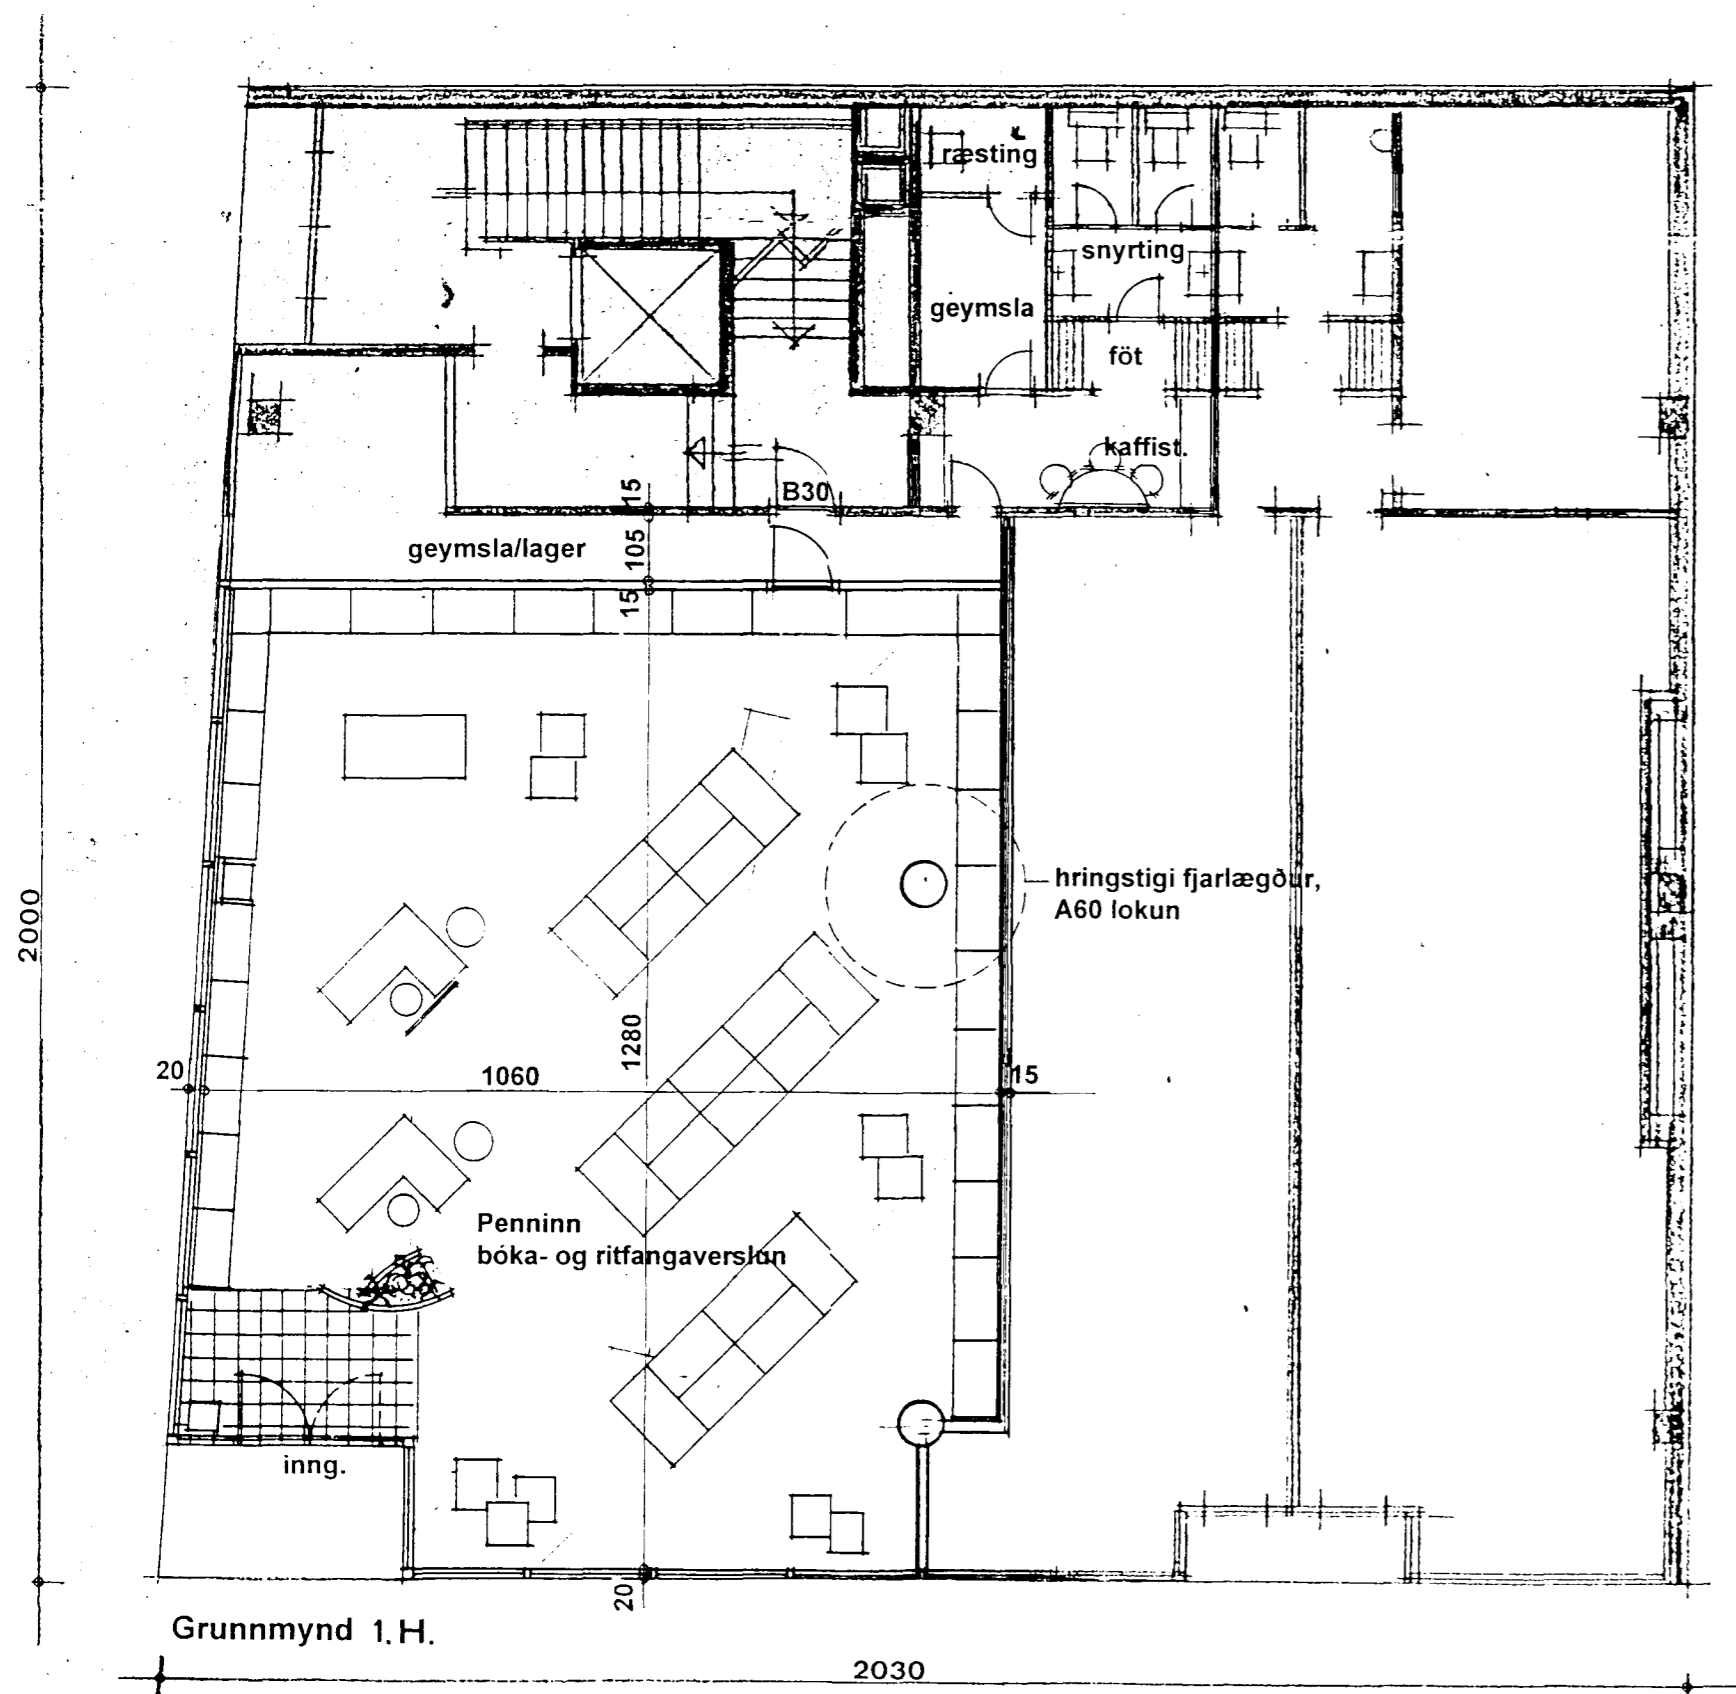 ræsting
snyrting
geymsla
föt
kaffist.
B30
15
geymsla/lager
105
15
hringstigi fjarlægður,
A60 lokun
2000
1280
20
1060
15
Penninn
bóka- og ritfangaverslun
inng.
20
Grunnmynd 1. H.
2030